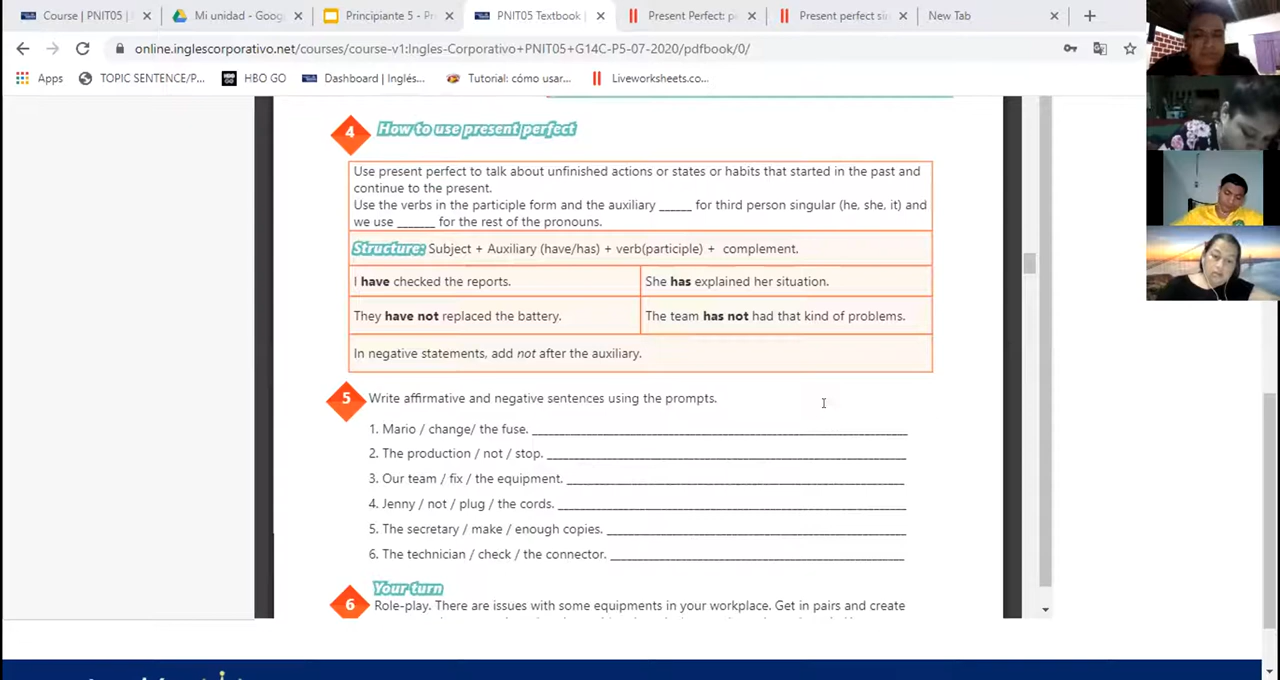 Course | PNIT05 |
Mi unidad - Goog
Principiante 5 - Pr
PNIT05 Textbook |
Present Perfect: p
Present perfect sin
New Tab
online.inglescorporativo.net/courses/course-v1:Ingles-Corporativo+PNIT05+G14C-P5-07-2020/pdfbook/0/
Apps
TOPIC SENTENCE/P...
HBO GO
Dashboard | Inglés...
Tutorial: cómo usar...
Liveworksheets.co...
4 How to use present perfect
Use present perfect to talk about unfinished actions or states or habits that started in the past and
continue to the present.
Use the verbs in the participle form and the auxiliary ______ for third person singular (he, she, it) and
we use _______ for the rest of the pronouns.
Structure: Subject + Auxiliary (have/has) + verb(participle) + complement.
I have checked the reports.
She has explained her situation.
They have not replaced the battery.
The team has not had that kind of problems.
In negative statements, add not after the auxiliary.
5 Write affirmative and negative sentences using the prompts.
1. Mario / change/ the fuse.
2. The production / not / stop.
3. Our team / fix / the equipment.
4. Jenny / not / plug / the cords.
5. The secretary / make / enough copies.
6. The technician / check / the connector.
Your turn
6 Role-play. There are issues with some equipments in your workplace. Get in pairs and create